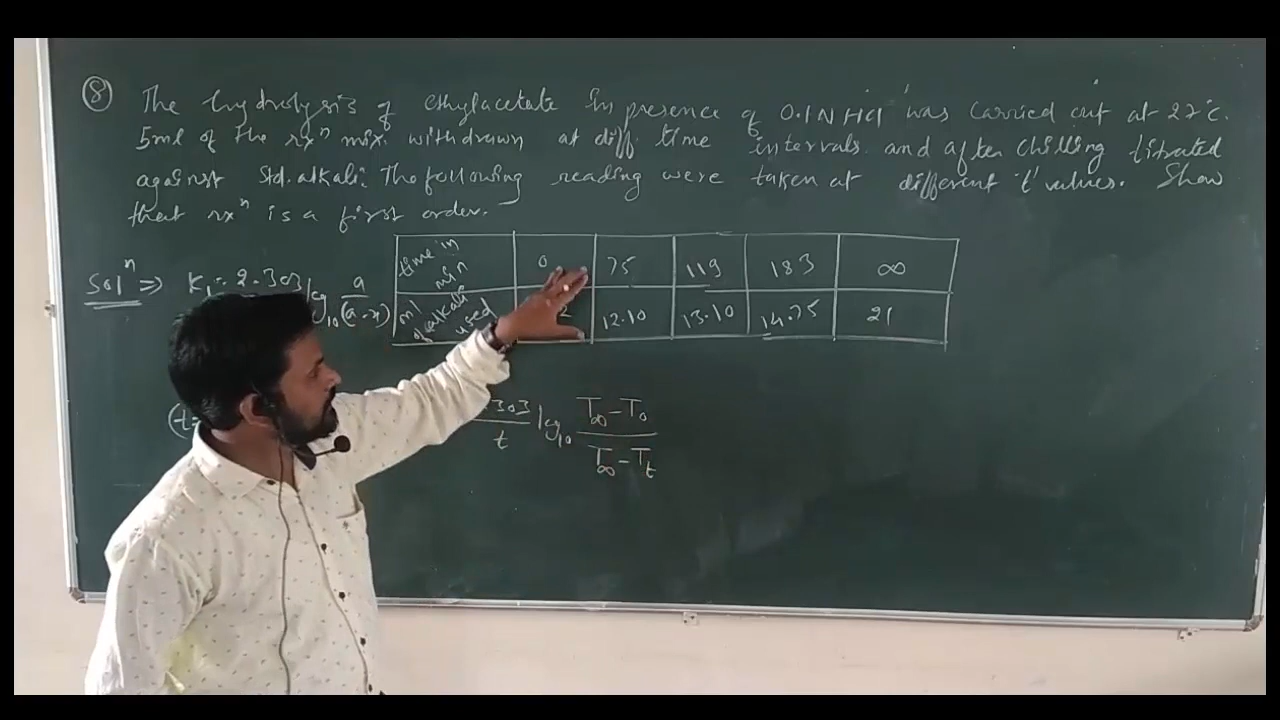 ⑧ The hydrolysis of ethylacetate in presence of 0.1N HCl was carried out at 27°c.
5ml of the rxⁿ mix. withdrawn at diff. time intervals. and after chilling titrated
against Std. alkali. The following reading were taken at different 't' values. Show
that rxⁿ is a first order.
Solⁿ ⇒ K₁ = 2.303 log₁₀ a/(a-x)
time in min 0 75 119 183 ∞
ml of alkali used 2 12.10 13.10 14.75 21
(t= 303/t log₁₀ T∞-T₀/T∞-Tt